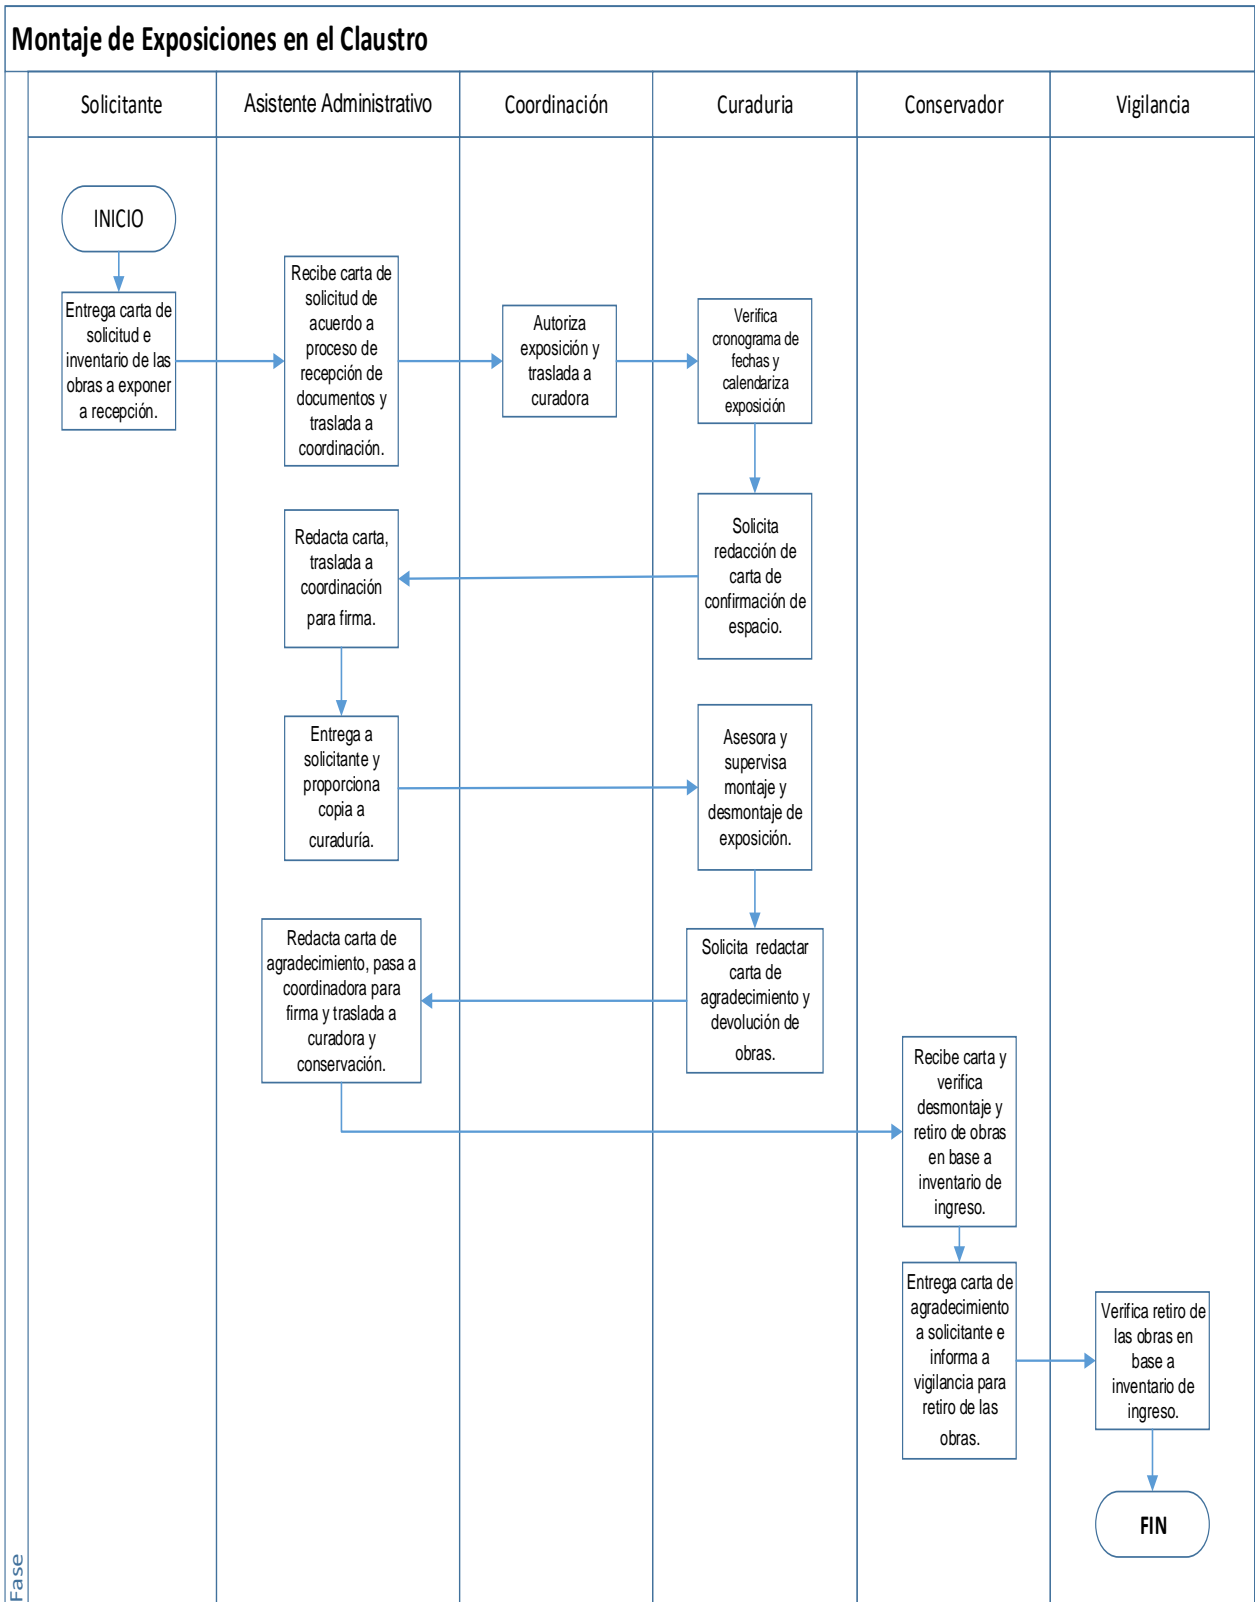 Montaje de Exposiciones en el Claustro
Solicitante
Asistente Administrativo
Coordinación
Curaduria
Conservador
Vigilancia
INICIO
Entrega carta de
solicitud e
inventario de las
obras a exponer
a recepción.
Recibe carta de
solicitud de
acuerdo a
proceso de
recepción de
documentos y
traslada a
coordinación.
Autoriza
exposición y
traslada a
curadora
Verifica
cronograma de
fechas y
calendariza
exposición
Solicita
redacción de
carta de
confirmación de
espacio.
Redacta carta,
traslada a
coordinación
para firma.
Entrega a
solicitante y
proporciona
copia a
curaduría.
Asesora y
supervisa
montaje y
desmontaje de
exposición.
Solicita  redactar
carta de
agradecimiento y
devolución de
obras.
Redacta carta de
agradecimiento, pasa a
coordinadora para
firma y traslada a
curadora y
conservación.
Recibe carta y
verifica
desmontaje y
retiro de obras
en base a
inventario de
ingreso.
Entrega carta de
agradecimiento
a solicitante e
informa a
vigilancia para
retiro de las
obras.
Verifica retiro de
las obras en
base a
inventario de
ingreso.
FIN
Fase